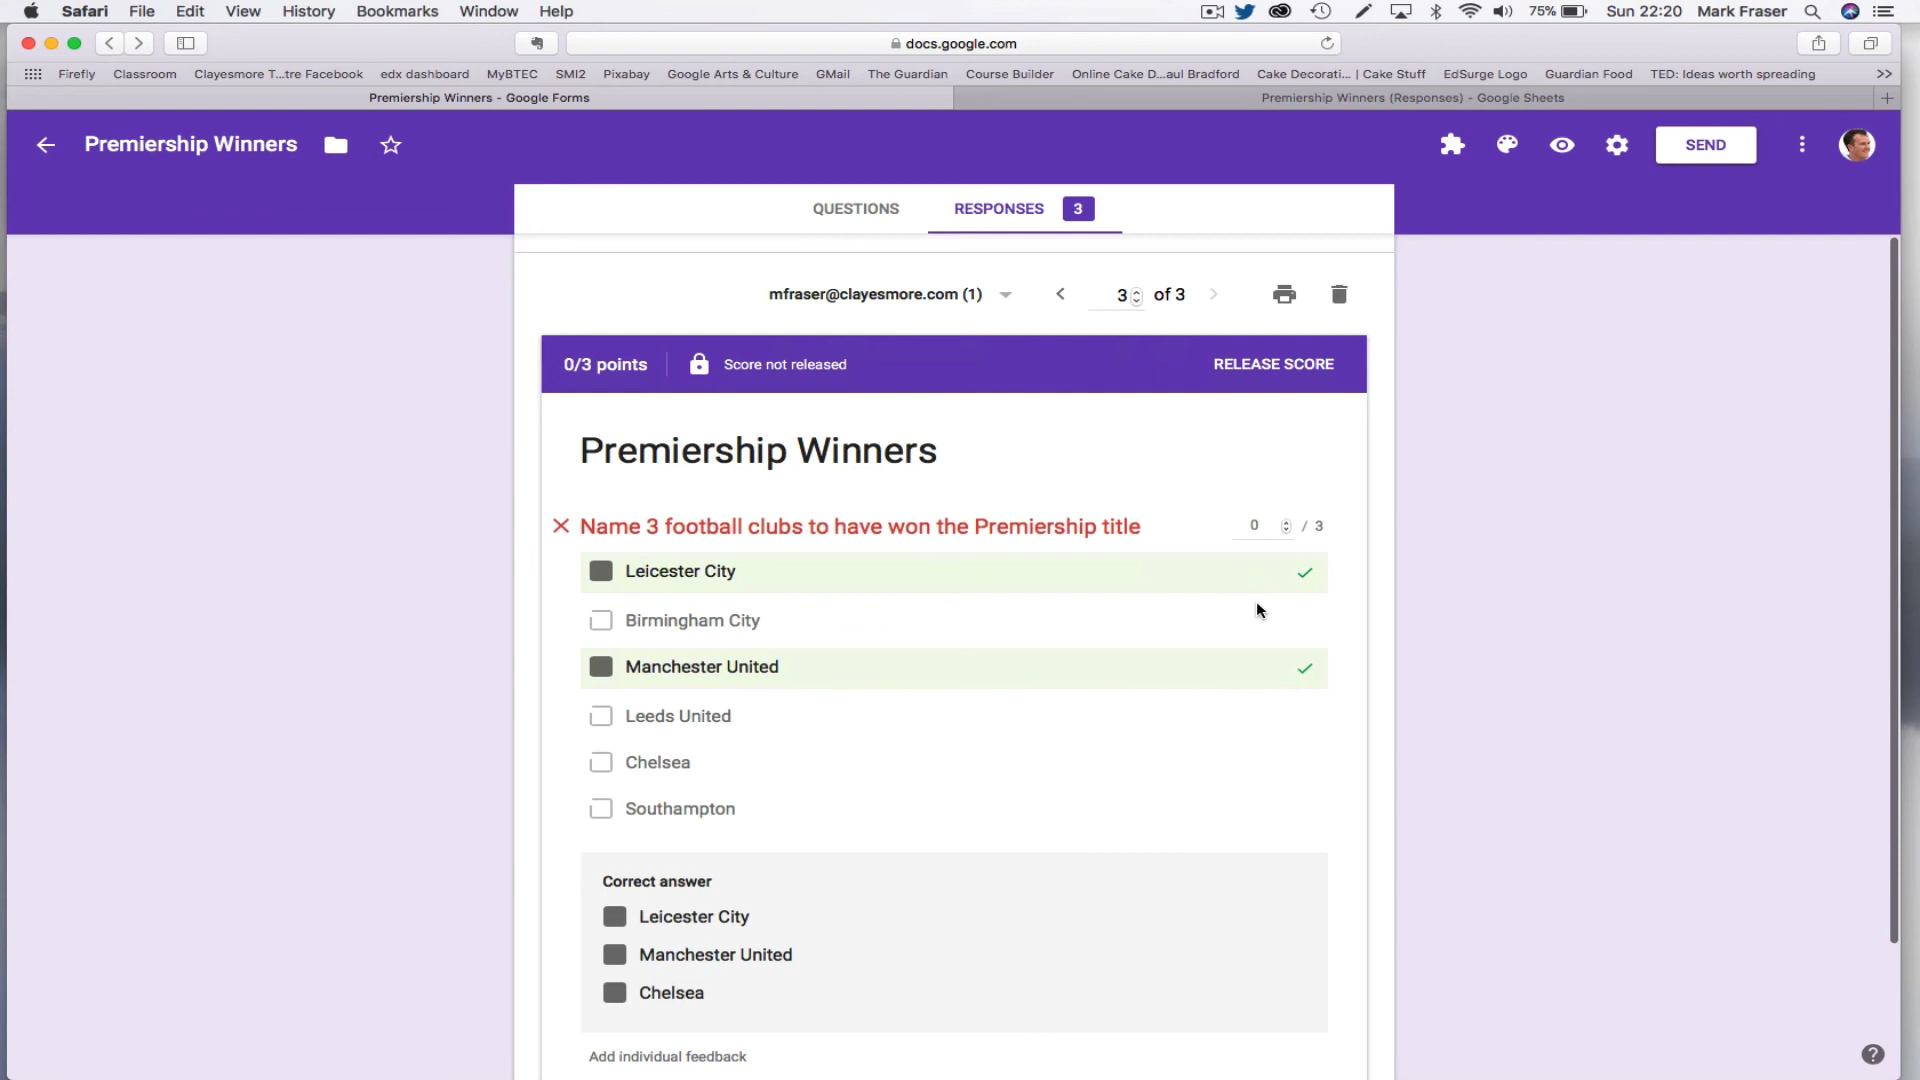 Safari File Edit View History Bookmarks Window Help 75% Sun 22:20 Mark Fraser
docs.google.com
Firefly Classroom Clayesmore T...tre Facebook edx dashboard MyBTEC SMI2 Pixabay Google Arts & Culture GMail The Guardian Course Builder Online Cake D...aul Bradford Cake Decorati... | Cake Stuff EdSurge Logo Guardian Food TED: Ideas worth spreading >>
Premiership Winners - Google Forms Premiership Winners (Responses) - Google Sheets
Premiership Winners SEND
QUESTIONS RESPONSES 3
mfraser@clayesmore.com (1) 3 of 3
0/3 points Score not released RELEASE SCORE
Premiership Winners
Name 3 football clubs to have won the Premiership title 0 / 3
Leicester City
Birmingham City
Manchester United
Leeds United
Chelsea
Southampton
Correct answer
Leicester City
Manchester United
Chelsea
Add individual feedback
?